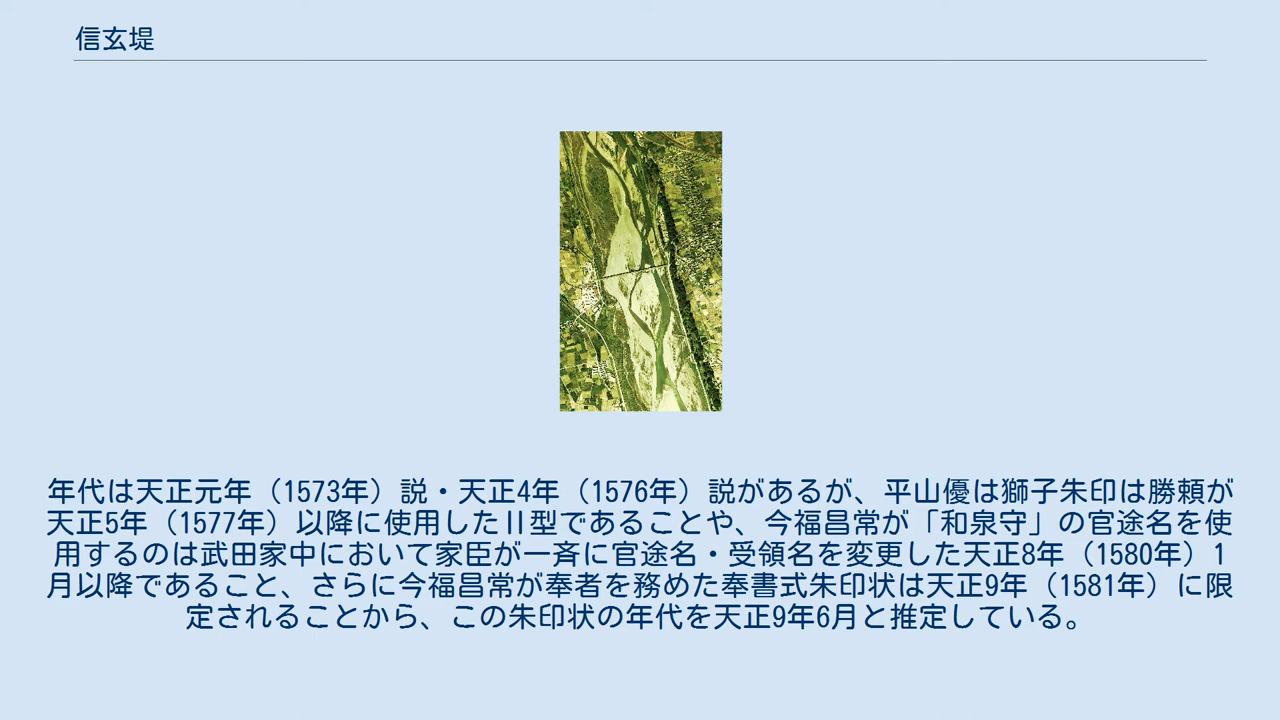 信玄堤
年代は天正元年（1573年）説・天正4年（1576年）説があるが、平山優は獅子朱印は勝頼が
天正5年（1577年）以降に使用したⅡ型であることや、今福昌常が「和泉守」の官途名を使
用するのは武田家中において家臣が一斉に官途名・受領名を変更した天正8年（1580年）1
月以降であること、さらに今福昌常が奉者を務めた奉書式朱印状は天正9年（1581年）に限
定されることから、この朱印状の年代を天正9年6月と推定している。